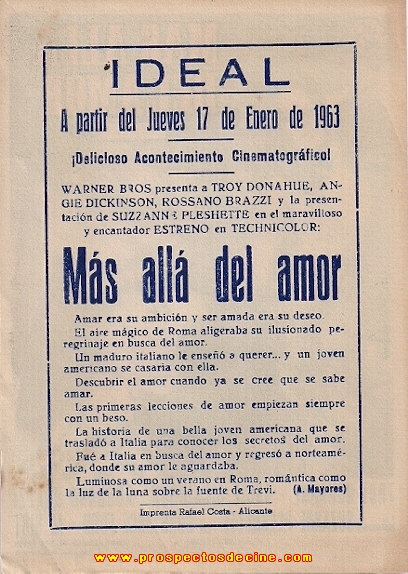 IDEAL
A partir del Jueves 17 de Enero de 1963
¡Delicioso Acontecimiento Cinematográfico!
WARNER BROS presenta a TROY DONAHUE, AN-
GIE DICKINSON, ROSSANO BRAZZI y la presen-
tación de SUZZANNE PLESHETTE en el maravilloso
y encantador ESTRENO en TECHNICOLOR:
Más allá del amor
Amar era su ambición y ser amada era su deseo.
El aire mágico de Roma aligeraba su ilusionado pe-
regrinaje en busca del amor.
Un maduro italiano le enseñó a querer... y un joven
americano se casaría con ella.
Descubrir el amor cuando ya se cree que se sabe
amar.
Las primeras lecciones de amor empiezan siempre
con un beso.
La historia de una bella joven americana que se
trasladó a Italia para conocer los secretos del amor.
Fué a Italia en busca del amor y regresó a norteamé-
rica, donde su amor le aguardaba.
Luminosa como un verano en Roma, romántica como
la luz de la luna sobre la fuente de Trevi. (A. Mayores)
Imprenta Rafael Costa - Alicante
www.prospectosdecine.com